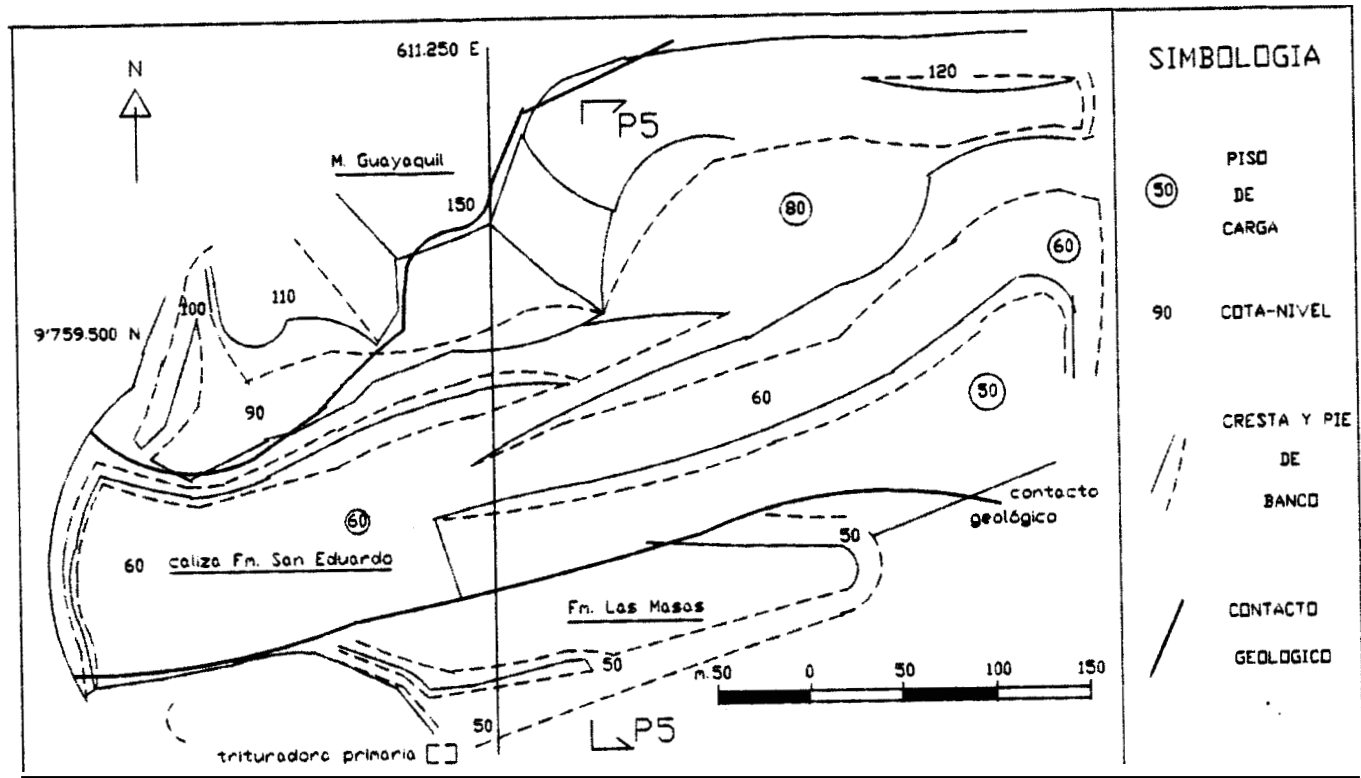 611.250 E
N
120
P5
M. Guayaquil
150
80
60
100
110
9'759.500 N
90
60
50
contacto
geológico
60
50
60
caliza Fm. San Eduardo
Fm. Las Masas
50
m. 50 0 50 100 150
50
P5
trituradora primaria
SIMBOLOGIA
PISO
50 DE
CARGA
90 COTA-NIVEL
CRESTA Y PIE
DE
BANCO
CONTACTO
GEOLOGICO